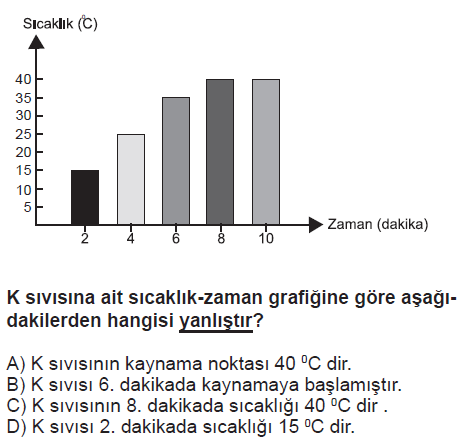 Sıcaklık (⁰C)
40
35
30
25
20
15
10
5
2 4 6 8 10
Zaman (dakika)
K sıvısına ait sıcaklık-zaman grafiğine göre aşağı-
dakilerden hangisi yanlıştır?
A) K sıvısının kaynama noktası 40 ⁰C dir.
B) K sıvısı 6. dakikada kaynamaya başlamıştır.
C) K sıvısının 8. dakikada sıcaklığı 40 ⁰C dir .
D) K sıvısı 2. dakikada sıcaklığı 15 ⁰C dir.